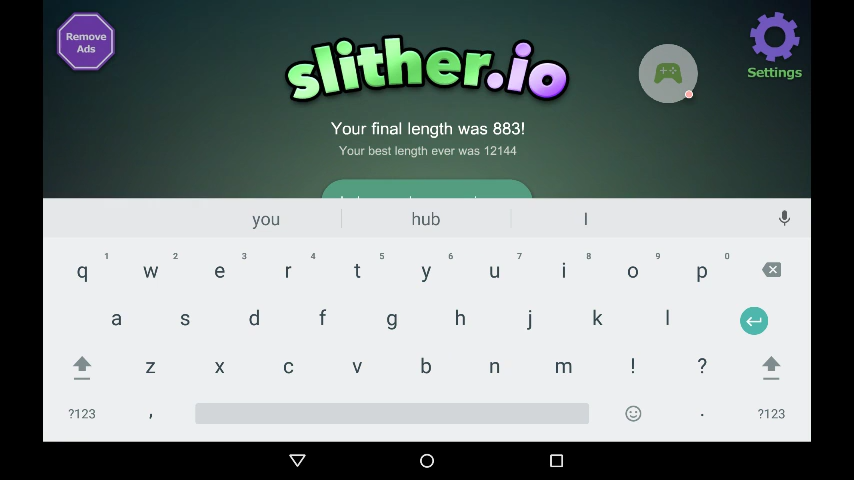 Remove
Ads
slither.io
Settings
Your final length was 883!
Your best length ever was 12144
you hub I
1 2 3 4 5 6 7 8 9 0
q w e r t y u i o p
a s d f g h j k l
z x c v b n m ! ?
?123 , . ?123